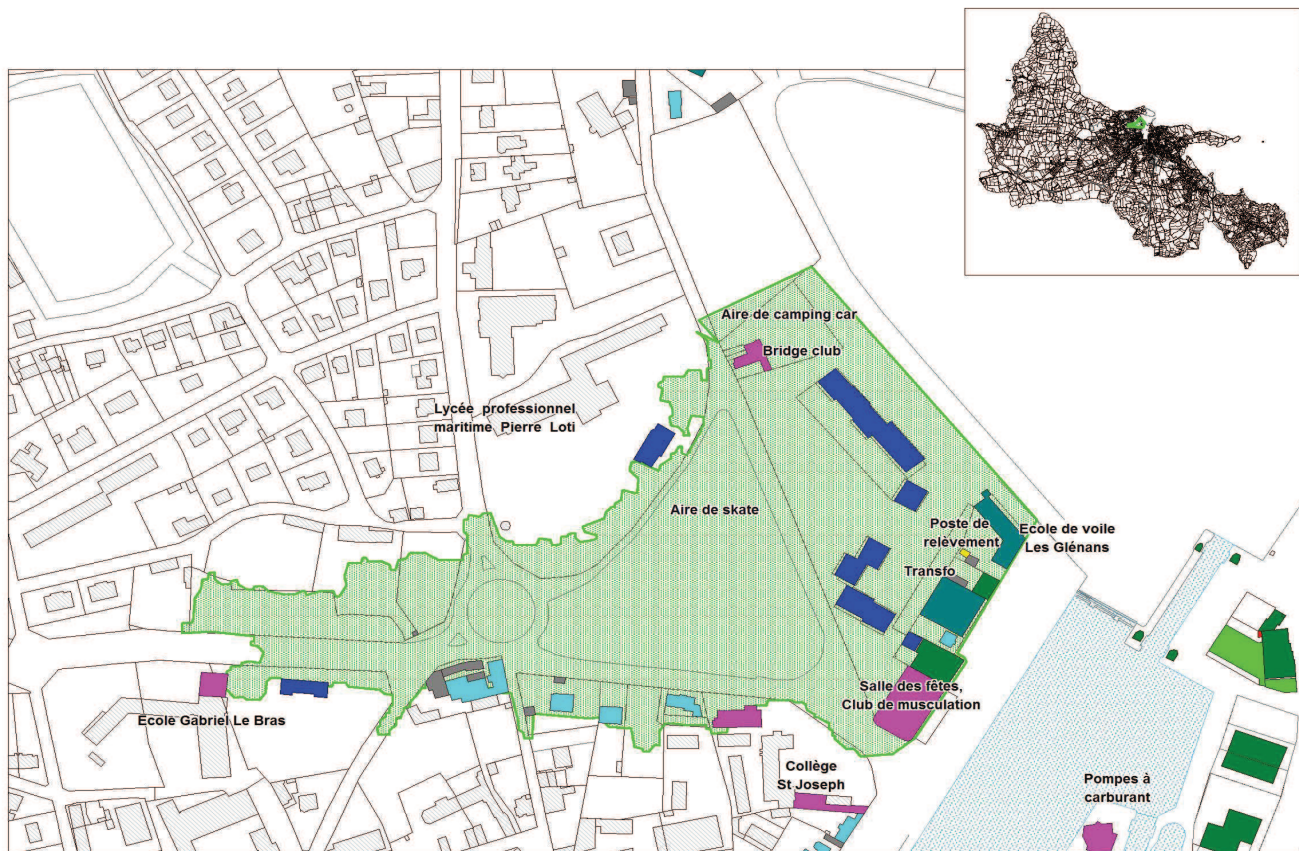 Aire de camping car
Bridge club
Lycée professionnel
maritime Pierre Loti
Aire de skate
Poste de
relèvement
Ecole de voile
Les Glénans
Transfo
Salle des fêtes,
Club de musculation
Ecole Gabriel Le Bras
Collège
St Joseph
Pompes à
carburant